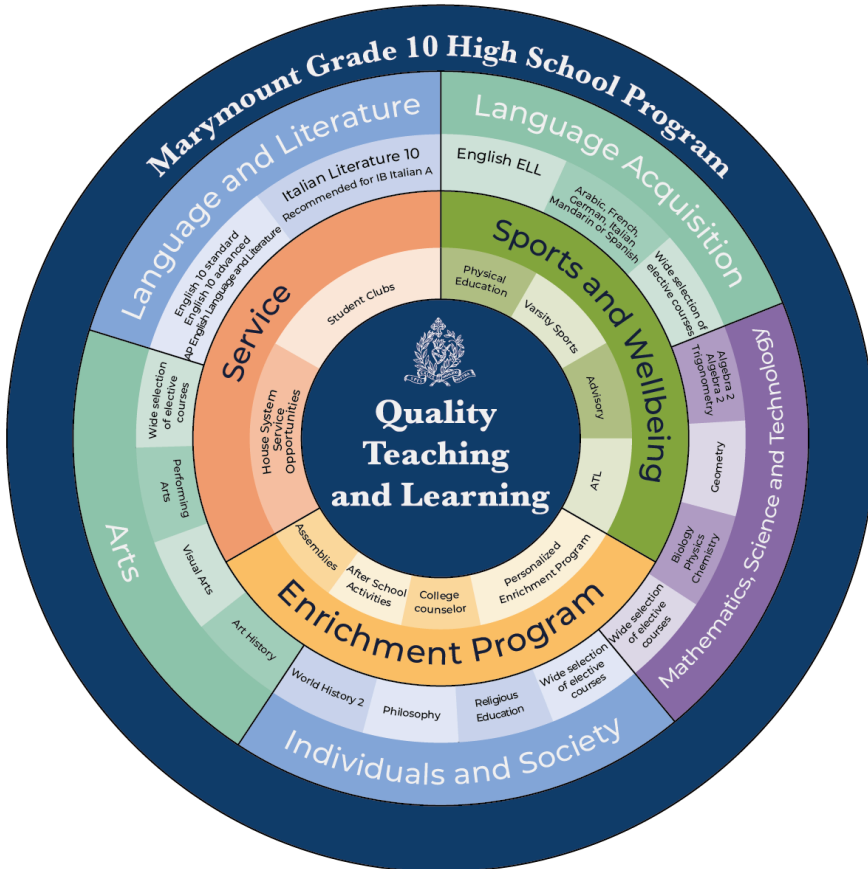 Marymount Grade 10 High School Program
Language and Literature
Italian Literature 10
Recommended for IB Italian A
English 10 standard
English 10 advanced
AP English Language and Literature
Language Acquisition
English ELL
Arabic, French,
German, Italian,
Mandarin or Spanish
Wide selection of
elective courses
Mathematics, Science and Technology
Algebra 2
Algebra 2
Trigonometry
Geometry
Biology
Physics
Chemistry
Wide selection
of elective
courses
Individuals and Society
World History 2
Philosophy
Religious
Education
Wide selection
of elective
courses
Arts
Wide selection
of elective
courses
Performing
Arts
Visual Arts
Art History
Service
Student Clubs
House System
Service
Opportunities
Sports and Wellbeing
Physical
Education
Varsity Sports
Advisory
ATL
Enrichment Program
Assemblies
After School
Activities
College
counselor
Personalized
Enrichment Program
Quality
Teaching
and Learning